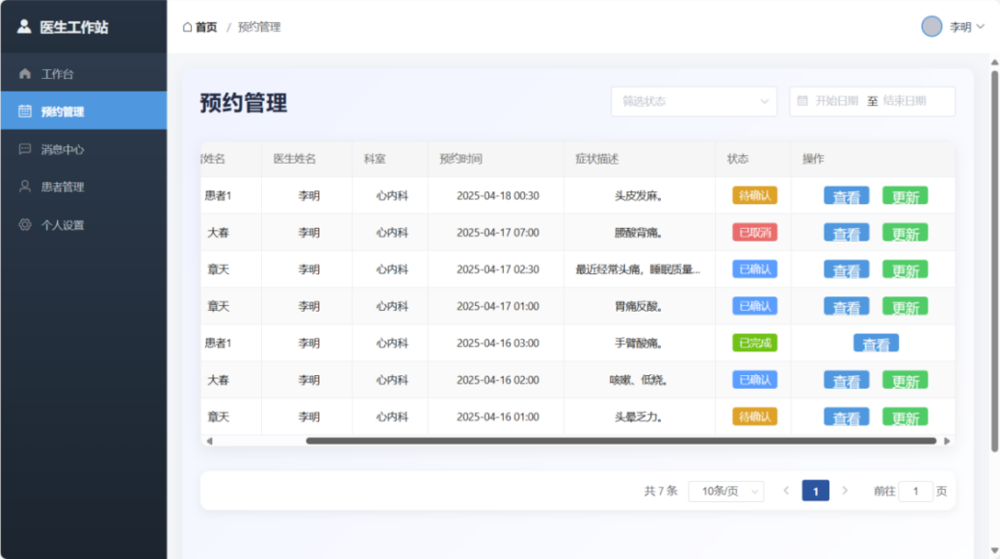 医生工作站
首页 / 预约管理
李明
工作台
预约管理
消息中心
患者管理
个人设置
预约管理
筛选状态
开始日期 至 结束日期
者姓名 医生姓名 科室 预约时间 症状描述 状态 操作
患者1 李明 心内科 2025-04-18 00:30 头皮发麻。 待确认 查看 更新
大春 李明 心内科 2025-04-17 07:00 腰酸背痛。 已取消 查看 更新
章天 李明 心内科 2025-04-17 02:30 最近经常头痛，睡眠质量... 已确认 查看 更新
章天 李明 心内科 2025-04-17 01:00 胃痛反酸。 已确认 查看 更新
患者1 李明 心内科 2025-04-16 03:00 手臂酸痛。 已完成 查看
大春 李明 心内科 2025-04-16 02:00 咳嗽、低烧。 已确认 查看 更新
章天 李明 心内科 2025-04-16 01:00 头晕乏力。 待确认 查看 更新
共 7 条 10条/页 1 前往 1 页